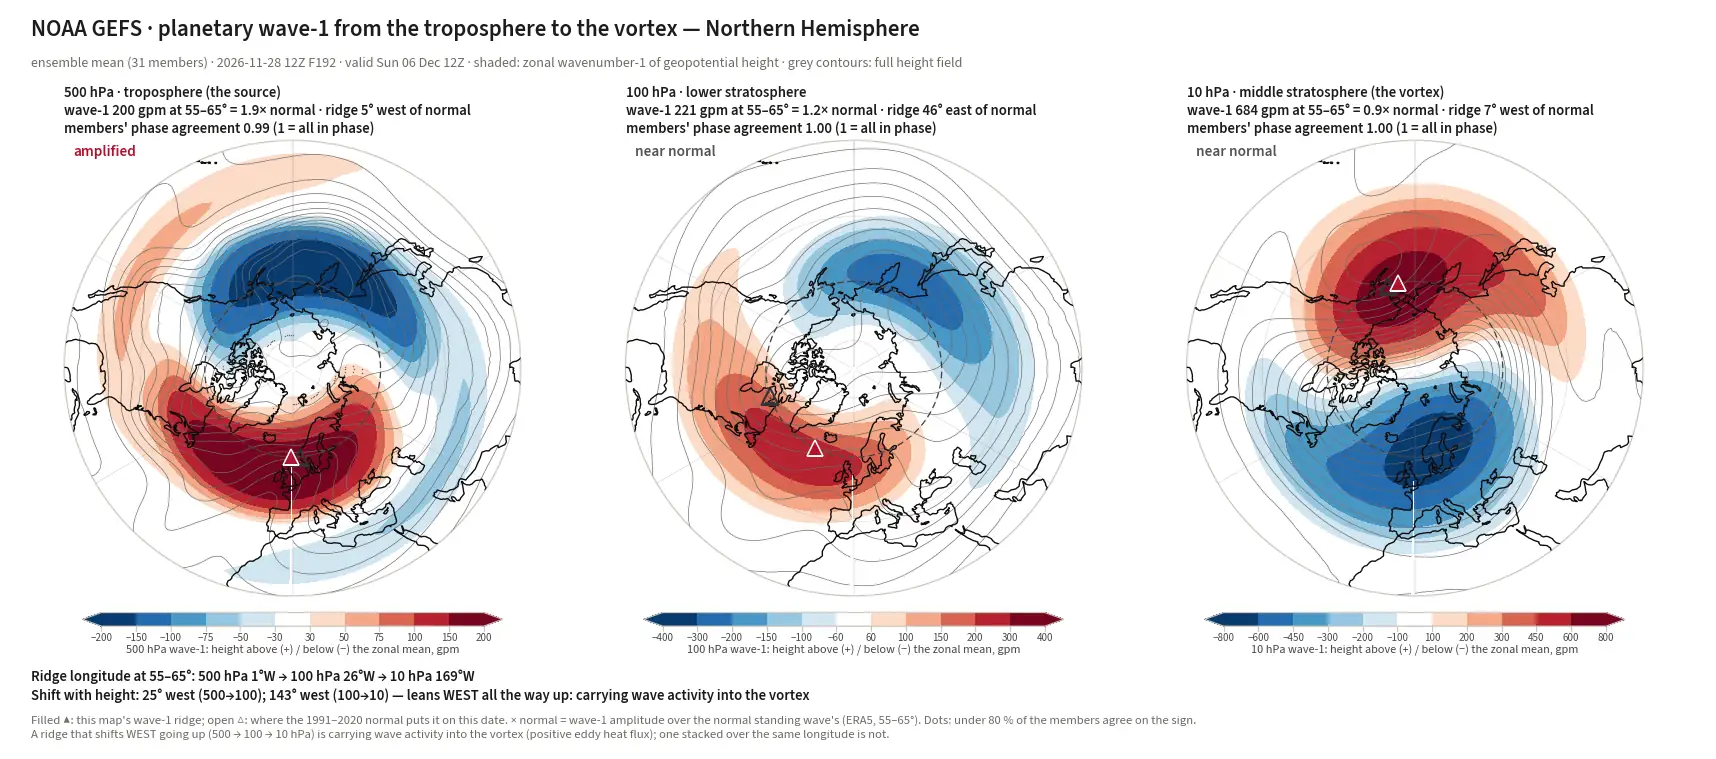 NOAA GEFS · planetary wave-1 from the troposphere to the vortex — Northern Hemisphere
ensemble mean (31 members) · 2026-11-28 12Z F192 · valid Sun 06 Dec 12Z · shaded: zonal wavenumber-1 of geopotential height · grey contours: full height field
500 hPa · troposphere (the source)
wave-1 200 gpm at 55–65° = 1.9× normal · ridge 5° west of normal
members' phase agreement 0.99 (1 = all in phase)
amplified
100 hPa · lower stratosphere
wave-1 221 gpm at 55–65° = 1.2× normal · ridge 46° east of normal
members' phase agreement 1.00 (1 = all in phase)
near normal
10 hPa · middle stratosphere (the vortex)
wave-1 684 gpm at 55–65° = 0.9× normal · ridge 7° west of normal
members' phase agreement 1.00 (1 = all in phase)
near normal
−200 −150 −100 −75 −50 −30 30 50 75 100 150 200
500 hPa wave-1: height above (+) / below (−) the zonal mean, gpm
−400 −300 −200 −150 −100 −60 60 100 150 200 300 400
100 hPa wave-1: height above (+) / below (−) the zonal mean, gpm
−800 −600 −450 −300 −200 −100 100 200 300 450 600 800
10 hPa wave-1: height above (+) / below (−) the zonal mean, gpm
Ridge longitude at 55–65°: 500 hPa 1°W → 100 hPa 26°W → 10 hPa 169°W
Shift with height: 25° west (500→100); 143° west (100→10) — leans WEST all the way up: carrying wave activity into the vortex
Filled ▲: this map's wave-1 ridge; open △: where the 1991–2020 normal puts it on this date. × normal = wave-1 amplitude over the normal standing wave's (ERA5, 55–65°). Dots: under 80 % of the members agree on the sign.
A ridge that shifts WEST going up (500 → 100 → 10 hPa) is carrying wave activity into the vortex (positive eddy heat flux); one stacked over the same longitude is not.